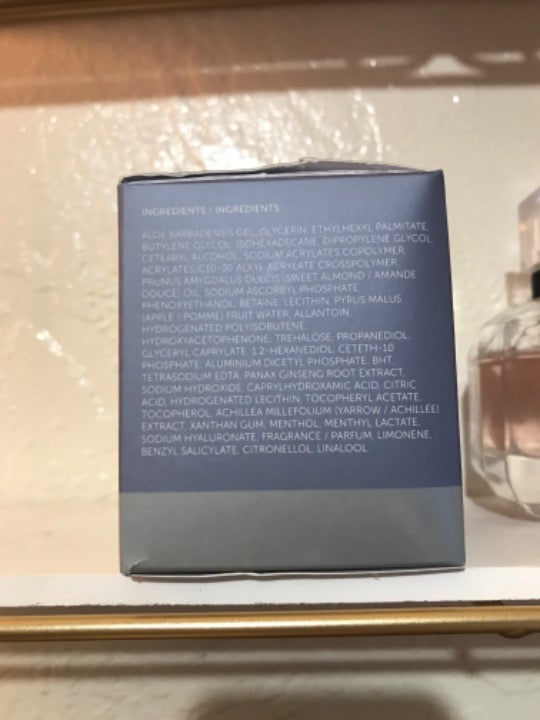 INGREDIENTS / INGRÉDIENTS:
ALOE BARBADENSIS GEL, GLYCERIN, ETHYLHEXYL PALMITATE,
BUTYLENE GLYCOL, ISOHEXADECANE, DIPROPYLENE GLYCOL,
CETEARYL ALCOHOL, SODIUM ACRYLATES COPOLYMER,
ACRYLATES/C10-30 ALKYL ACRYLATE CROSSPOLYMER,
PRUNUS AMYGDALUS DULCIS (SWEET ALMOND / AMANDE
DOUCE) OIL, SODIUM ASCORBYL PHOSPHATE,
PHENOXYETHANOL, BETAINE, LECITHIN, PYRUS MALUS
(APPLE / POMME) FRUIT WATER, ALLANTOIN,
HYDROGENATED POLYISOBUTENE,
HYDROXYACETOPHENONE, TREHALOSE, PROPANEDIOL,
GLYCERYL CAPRYLATE, 1,2-HEXANEDIOL, CETETH-10
PHOSPHATE, ALUMINIUM DICETYL PHOSPHATE, BHT,
TETRASODIUM EDTA, PANAX GINSENG ROOT EXTRACT,
SODIUM HYDROXIDE, CAPRYLHYDROXAMIC ACID, CITRIC
ACID, HYDROGENATED LECITHIN, TOCOPHERYL ACETATE,
TOCOPHEROL, ACHILLEA MILLEFOLIUM (YARROW / ACHILLÉE)
EXTRACT, XANTHAN GUM, MENTHOL, MENTHYL LACTATE,
SODIUM HYALURONATE, FRAGRANCE / PARFUM, LIMONENE,
BENZYL SALICYLATE, CITRONELLOL, LINALOOL.